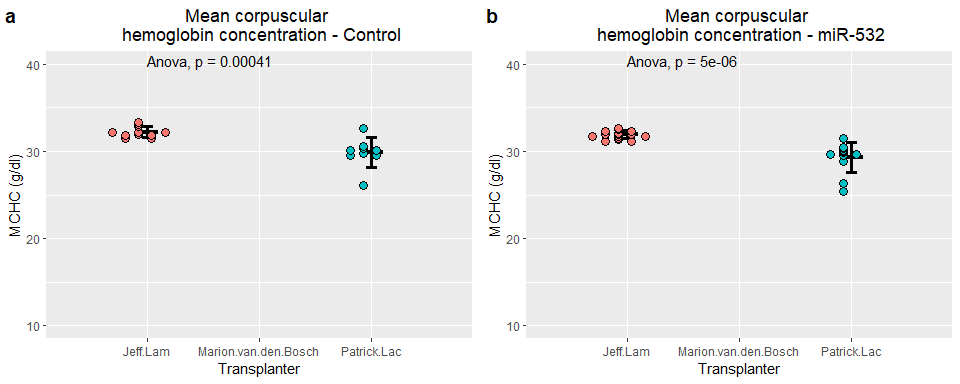 a
Mean corpuscular
hemoglobin concentration - Control
Anova, p = 0.00041
40
30
20
10
MCHC (g/dl)
Jeff.Lam
Marion.van.den.Bosch
Patrick.Lac
Transplanter
b
Mean corpuscular
hemoglobin concentration - miR-532
Anova, p = 5e-06
40
30
20
10
MCHC (g/dl)
Jeff.Lam
Marion.van.den.Bosch
Patrick.Lac
Transplanter